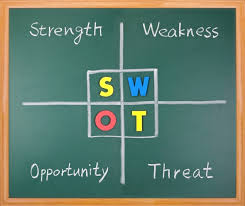 Strength Weakness
S W
O T
Opportunity Threat